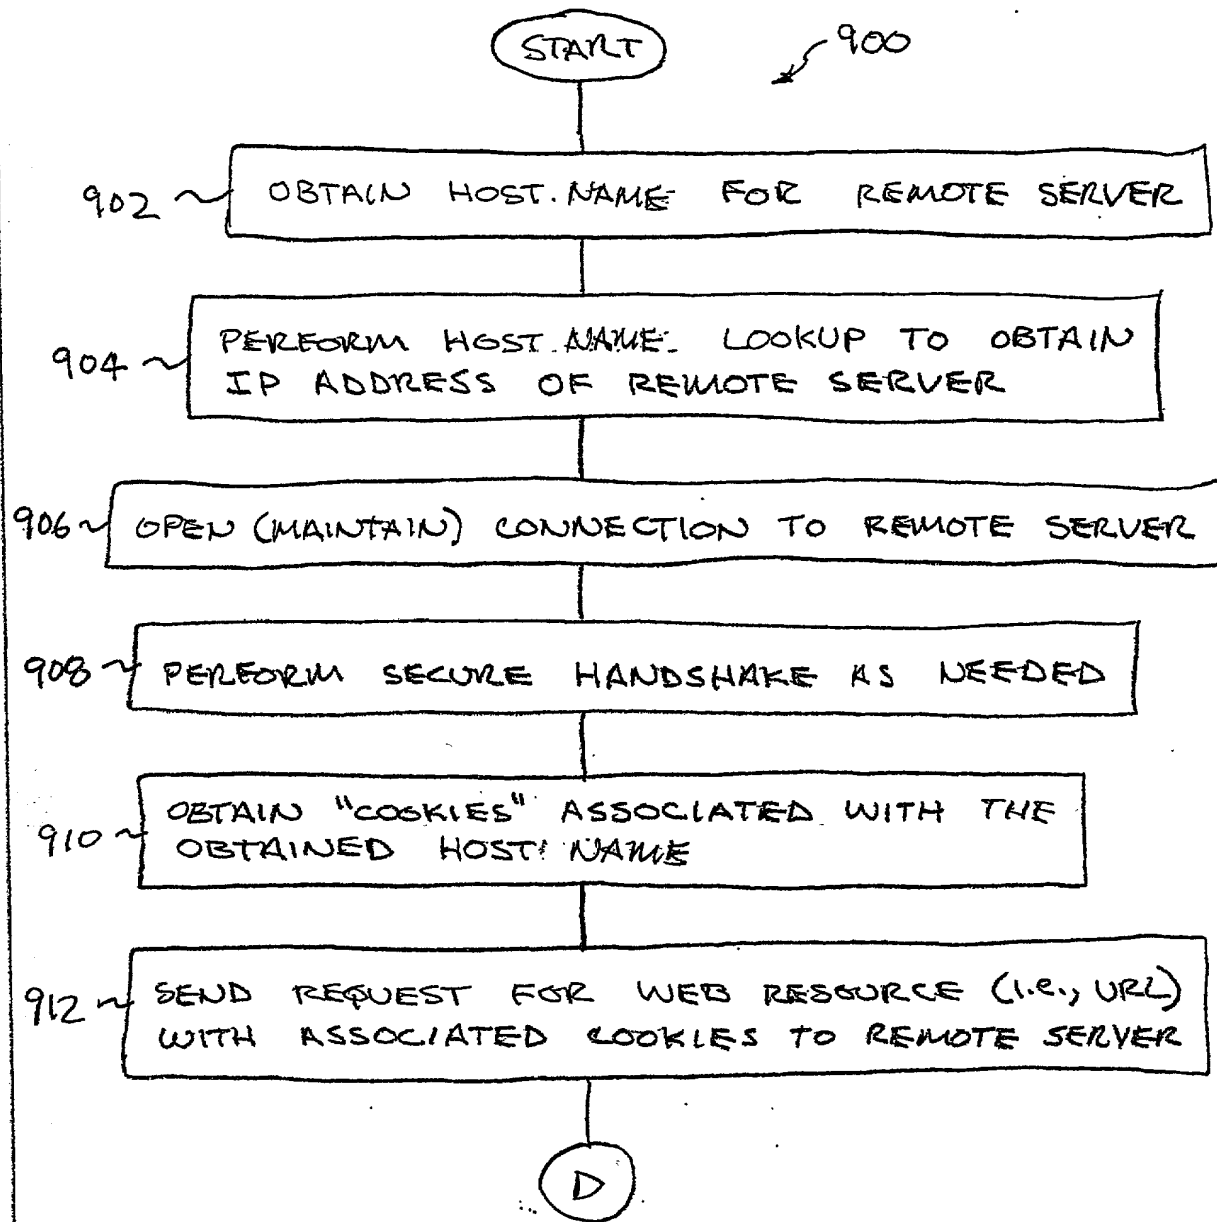 START
900
902
OBTAIN HOST NAME FOR REMOTE SERVER
904
PERFORM HOST NAME LOOKUP TO OBTAIN
IP ADDRESS OF REMOTE SERVER
906
OPEN (MAINTAIN) CONNECTION TO REMOTE SERVER
908
PERFORM SECURE HANDSHAKE AS NEEDED
910
OBTAIN "COOKIES" ASSOCIATED WITH THE
OBTAINED HOST NAME
912
SEND REQUEST FOR WEB RESOURCE (i.e., URL)
WITH ASSOCIATED COOKIES TO REMOTE SERVER
D